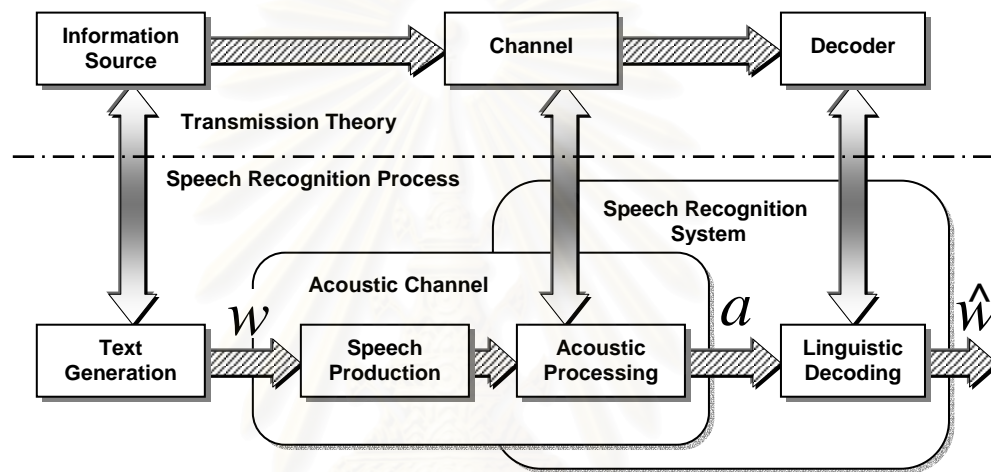 Information
Source
Channel
Decoder
Transmission Theory
Speech Recognition Process
Speech Recognition
System
Acoustic Channel
w
a
ŵ
Text
Generation
Speech
Production
Acoustic
Processing
Linguistic
Decoding